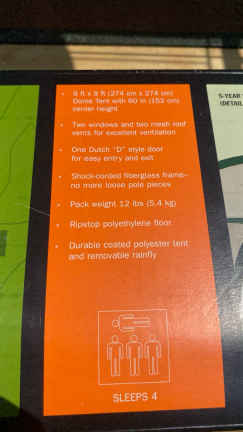 • 9 ft x 9 ft (274 cm x 274 cm)
Dome Tent with 60 in (152 cm)
center height
• Two windows and two mesh roof
vents for excellent ventilation
• One Dutch "D" style door
for easy entry and exit
• Shock-corded fiberglass frame–
no more loose pole pieces
• Pack weight 12 lbs (5.4 kg)
• Ripstop polyethylene floor
• Durable coated polyester tent
and removable rainfly
SLEEPS 4
5-YEAR
(DETAIL